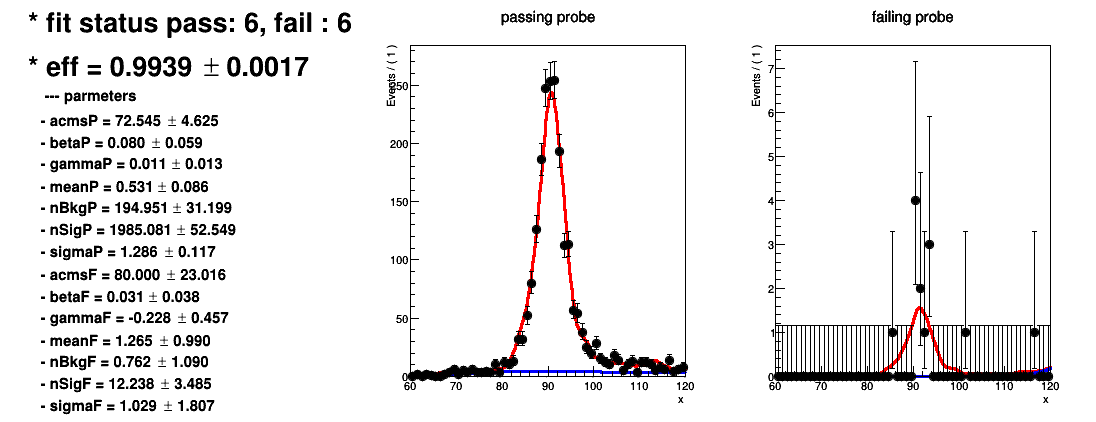 * fit status pass: 6, fail : 6
* eff = 0.9939 ± 0.0017
--- parmeters
- acmsP = 72.545 ± 4.625
- betaP = 0.080 ± 0.059
- gammaP = 0.011 ± 0.013
- meanP = 0.531 ± 0.086
- nBkgP = 194.951 ± 31.199
- nSigP = 1985.081 ± 52.549
- sigmaP = 1.286 ± 0.117
- acmsF = 80.000 ± 23.016
- betaF = 0.031 ± 0.038
- gammaF = -0.228 ± 0.457
- meanF = 1.265 ± 0.990
- nBkgF = 0.762 ± 1.090
- nSigF = 12.238 ± 3.485
- sigmaF = 1.029 ± 1.807
passing probe
Events / ( 1 )
250
200
150
100
50
0
60 70 80 90 100 110 120
x
failing probe
Events / ( 1 )
7
6
5
4
3
2
1
0
60 70 80 90 100 110 120
x